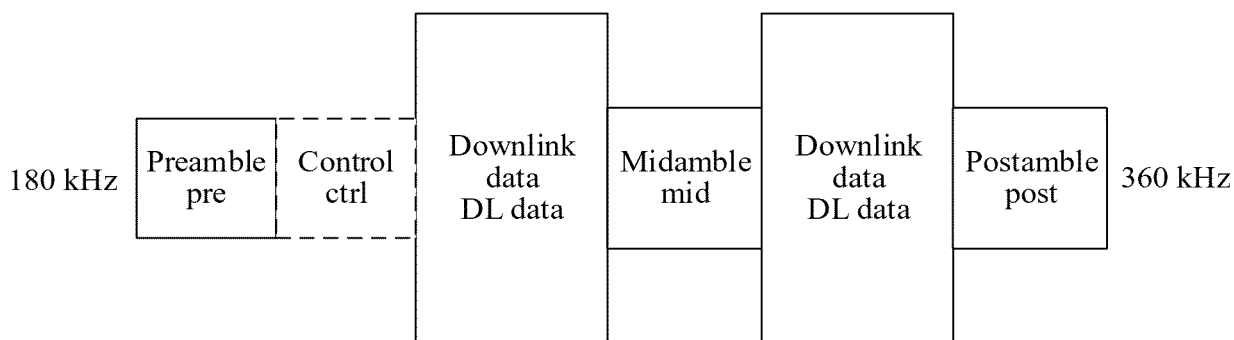 180 kHz
Preamble
pre
Control
ctrl
Downlink
data
DL data
Midamble
mid
Downlink
data
DL data
Postamble
post
360 kHz